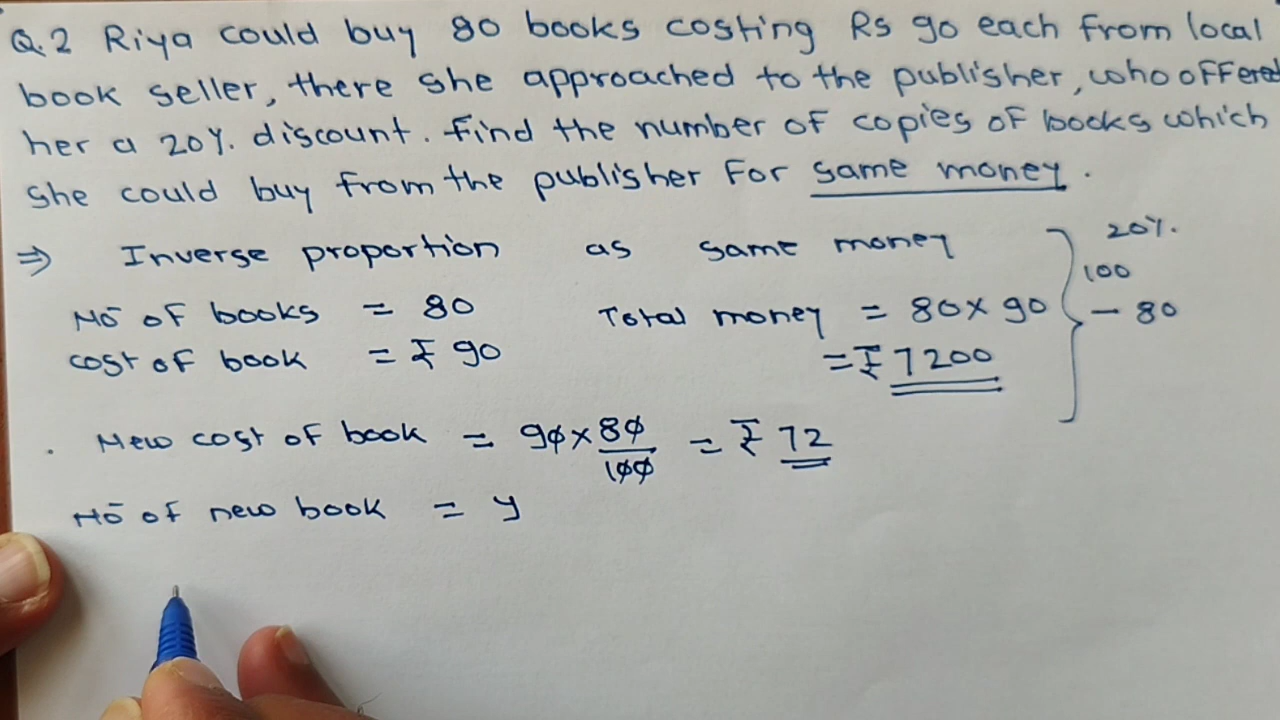 Q.2 Riya could buy 80 books costing Rs 90 each from local
book seller, there she approached to the publisher, who offered
her a 20%. discount. Find the number of copies of books which
she could buy from the publisher for same money.
⇒ Inverse proportion as same money
No of books = 80
cost of book = ₹ 90
Total money = 80 × 90
= ₹ 7200
20%.
100
- 80
. New cost of book = 90 × 80/100 = ₹ 72
No of new book = y